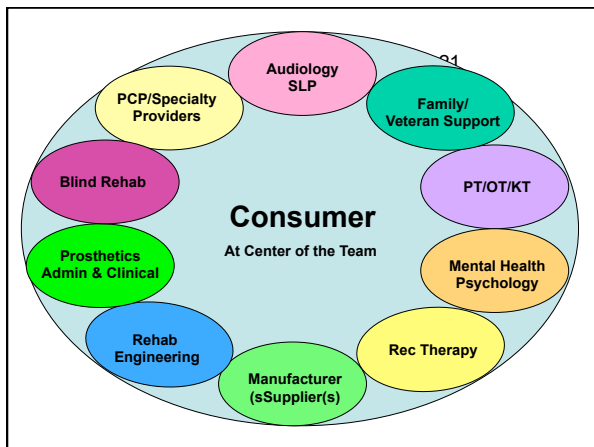 21
Audiology
SLP
Family/
Veteran Support
PT/OT/KT
Mental Health
Psychology
Rec Therapy
Manufacturer
(sSupplier(s)
Rehab
Engineering
Prosthetics
Admin & Clinical
Blind Rehab
PCP/Specialty
Providers
Consumer
At Center of the Team